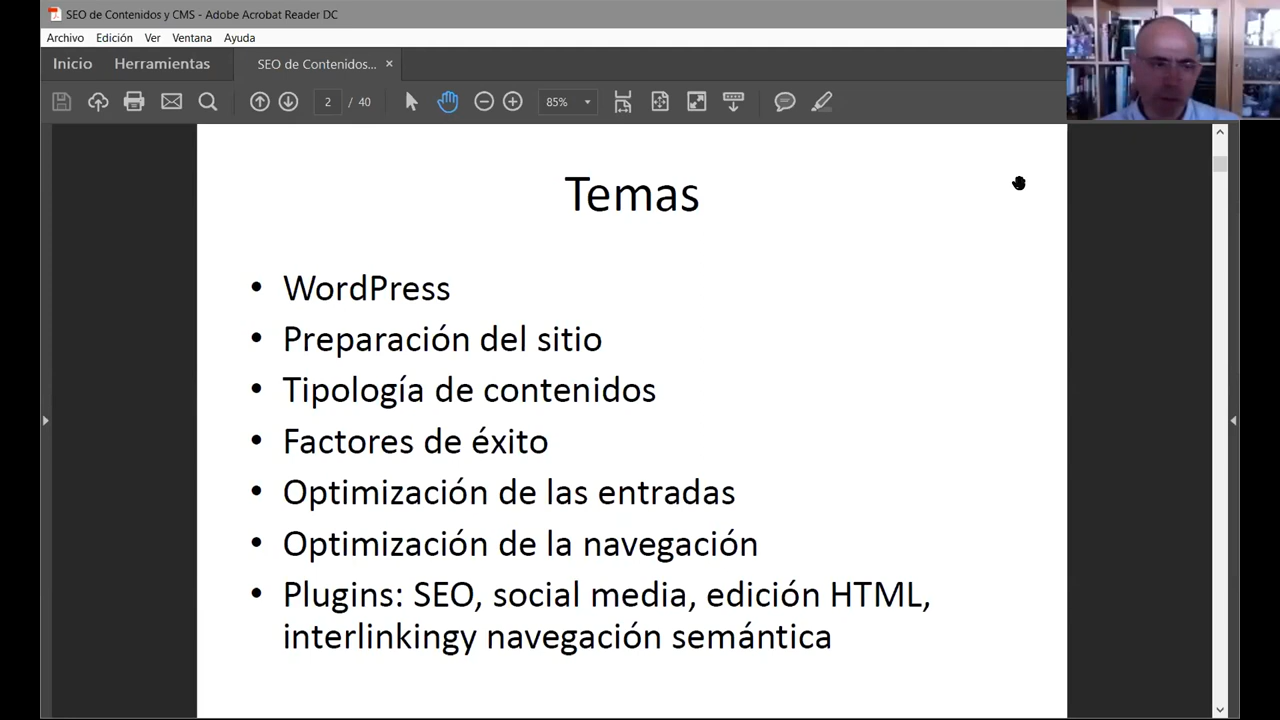 SEO de Contenidos y CMS - Adobe Acrobat Reader DC
Archivo Edición Ver Ventana Ayuda
Inicio Herramientas SEO de Contenidos... ×
2 / 40 85%
Temas
• WordPress
• Preparación del sitio
• Tipología de contenidos
• Factores de éxito
• Optimización de las entradas
• Optimización de la navegación
• Plugins: SEO, social media, edición HTML,
interlinkingy navegación semántica